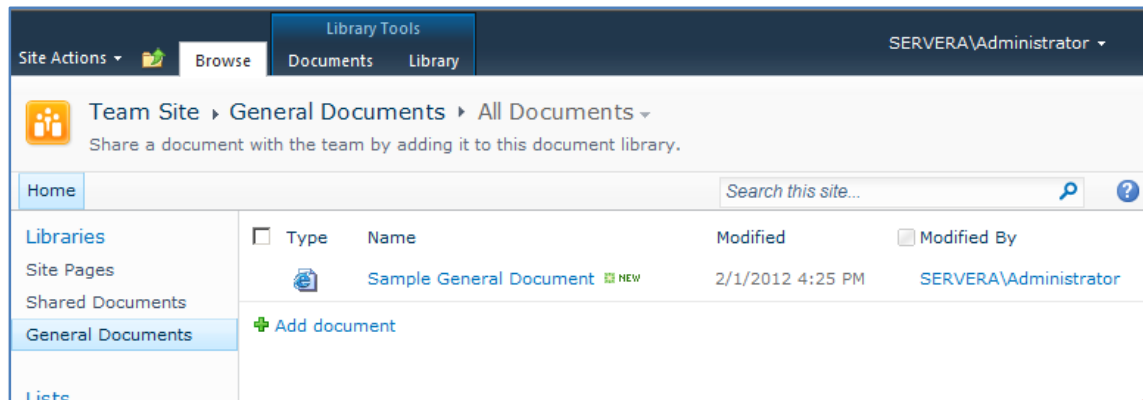 Library Tools
Site Actions Browse Documents Library SERVERA\Administrator
Team Site General Documents All Documents
Share a document with the team by adding it to this document library.
Home Search this site... ?
Libraries Type Name Modified Modified By
Site Pages
Sample General Document NEW 2/1/2012 4:25 PM SERVERA\Administrator
Shared Documents
General Documents Add document
Lists